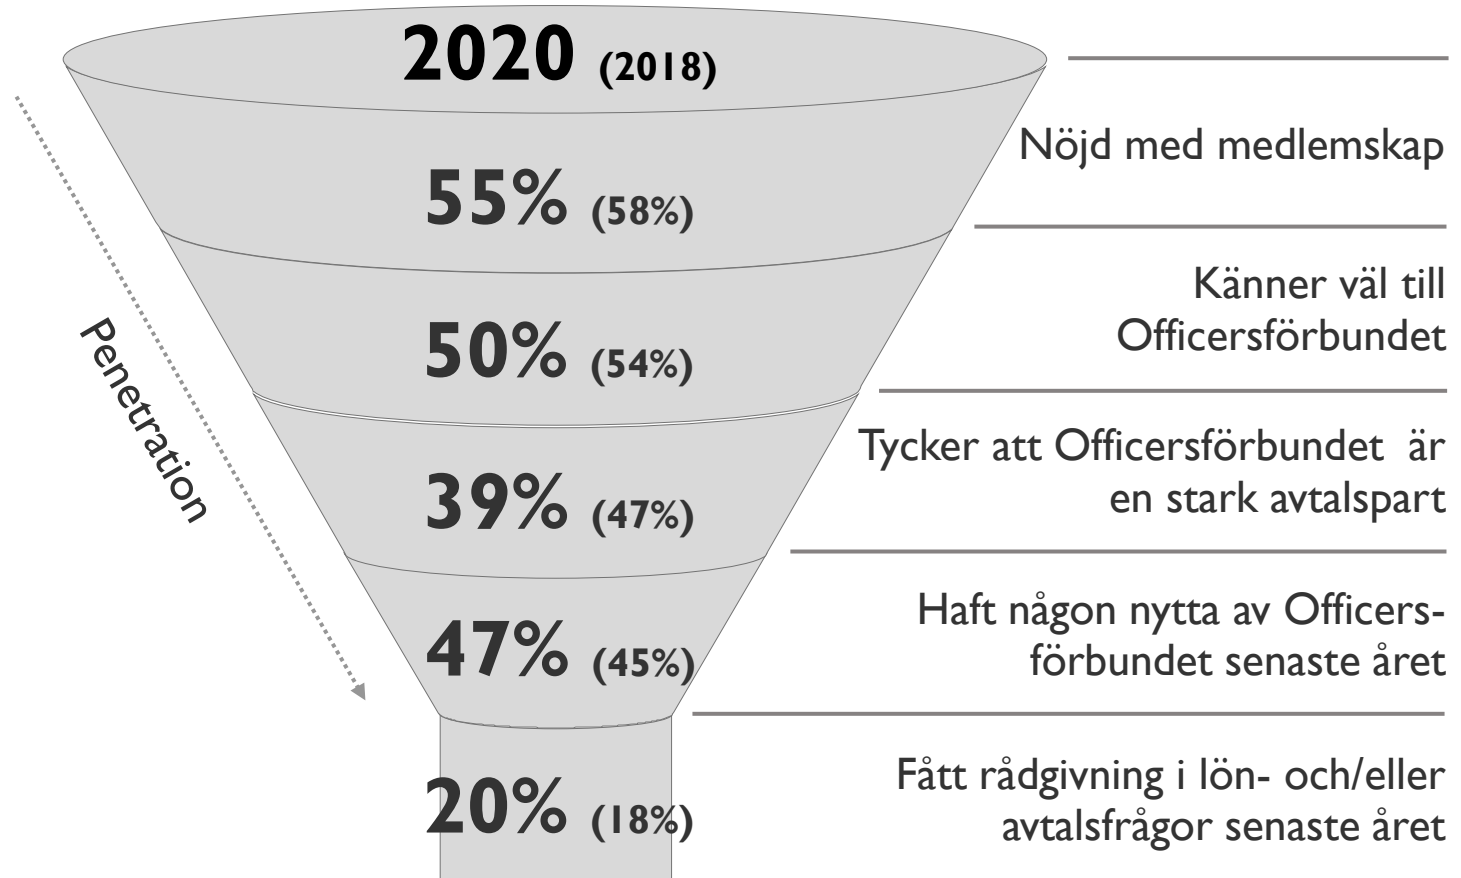 2020 (2018)
Nöjd med medlemskap
55% (58%)
Känner väl till
Officersförbundet
50% (54%)
Penetration
Tycker att Officersförbundet är
en stark avtalspart
39% (47%)
Haft någon nytta av Officers-
förbundet senaste året
47% (45%)
Fått rådgivning i lön- och/eller
avtalsfrågor senaste året
20% (18%)